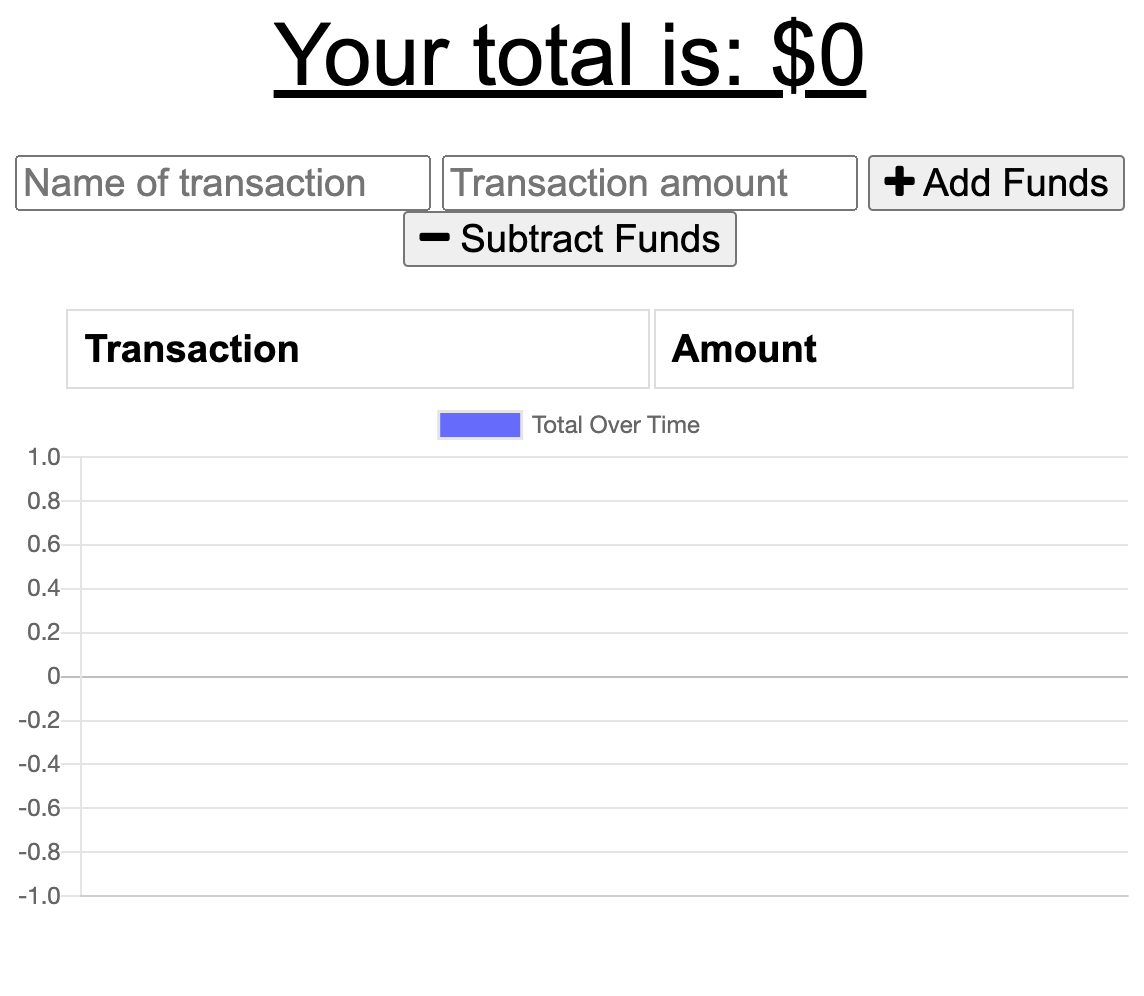 Your total is: $0
Name of transaction Transaction amount Add Funds
Subtract Funds
Transaction Amount
Total Over Time
1.0
0.8
0.6
0.4
0.2
0
-0.2
-0.4
-0.6
-0.8
-1.0